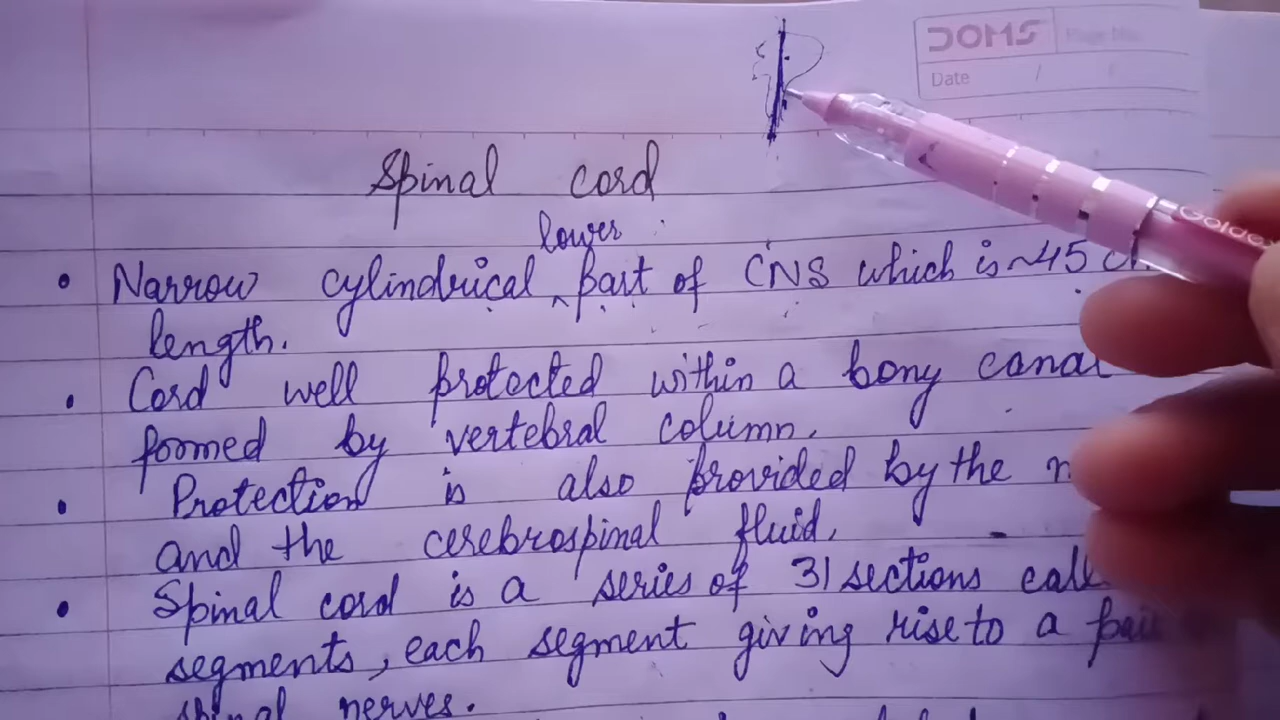 DOMS
Date / /
Spinal cord
lower
• Narrow cylindrical ^ part of CNS which is ~45
length.
• Cord well protected within a bony canal
formed by vertebral column.
• Protection is also provided by the
and the cerebrospinal fluid.
• Spinal cord is a series of 31 sections
segments, each segment giving rise to a
spinal nerves.